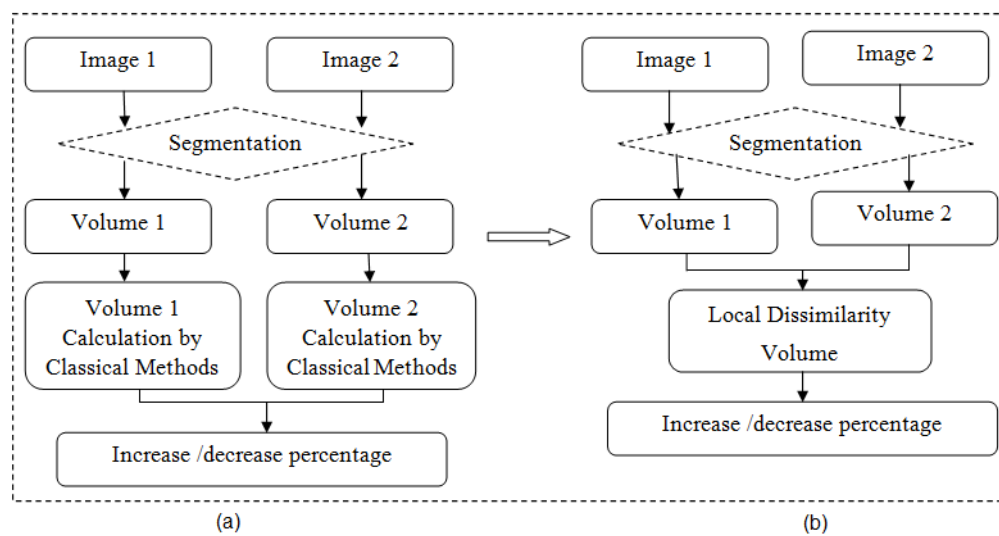 Image 1
Image 2
Segmentation
Volume 1
Volume 2
Volume 1
Calculation by
Classical Methods
Volume 2
Calculation by
Classical Methods
Increase /decrease percentage
(a)
Image 1
Image 2
Segmentation
Volume 1
Volume 2
Local Dissimilarity
Volume
Increase /decrease percentage
(b)